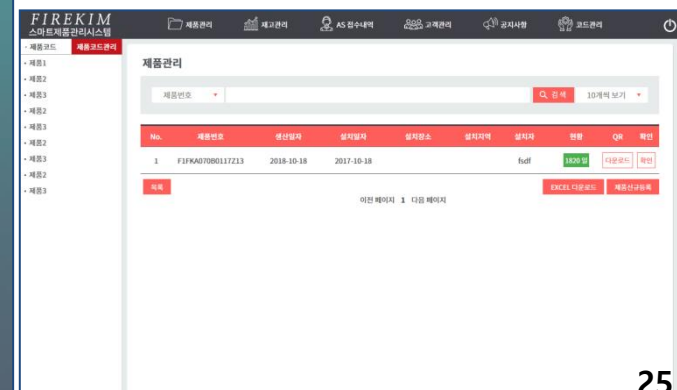 FIREKIM
스마트제품관리시스템
제품관리 재고관리 AS 접수내역 고객관리 공지사항 코드관리
- 제품코드 제품코드관리
- 제품1
- 제품2
- 제품3
- 제품2
- 제품3
- 제품2
- 제품3
- 제품2
- 제품3
제품관리
제품번호 검색 10개씩 보기
No. 제품번호 생산일자 설치일자 설치장소 설치지역 설치자 현황 QR 확인
1 F1FKA070B0117Z13 2018-10-18 2017-10-18 fsdf 1820 일 다운로드 확인
목록 EXCEL 다운로드 제품신규등록
이전 페이지 1 다음 페이지
25